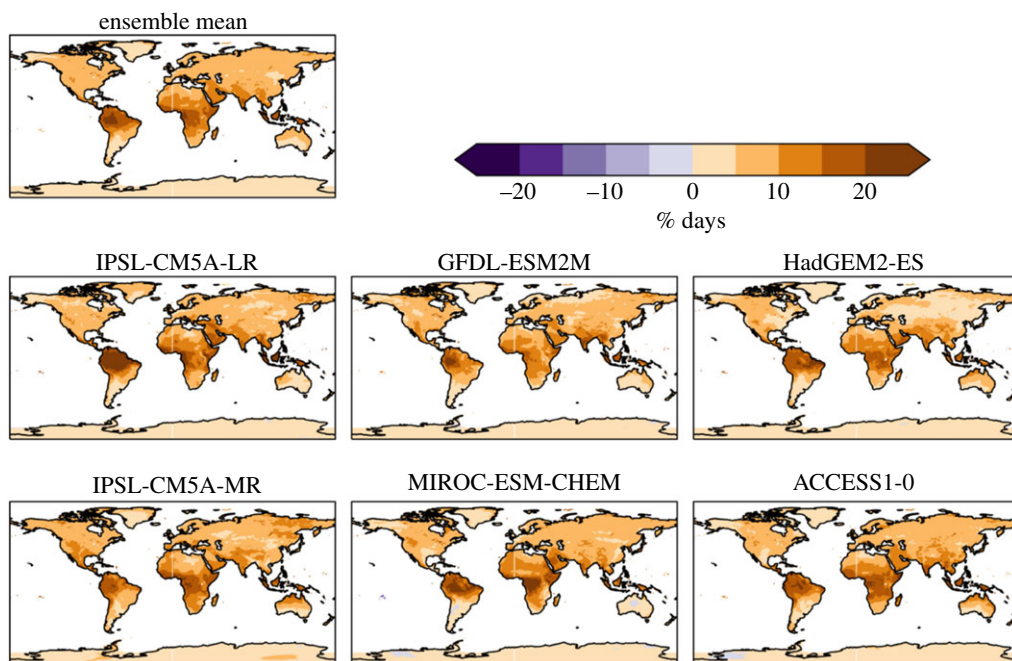 ensemble mean
–20 –10 0 10 20
% days
IPSL-CM5A-LR GFDL-ESM2M HadGEM2-ES
IPSL-CM5A-MR MIROC-ESM-CHEM ACCESS1-0